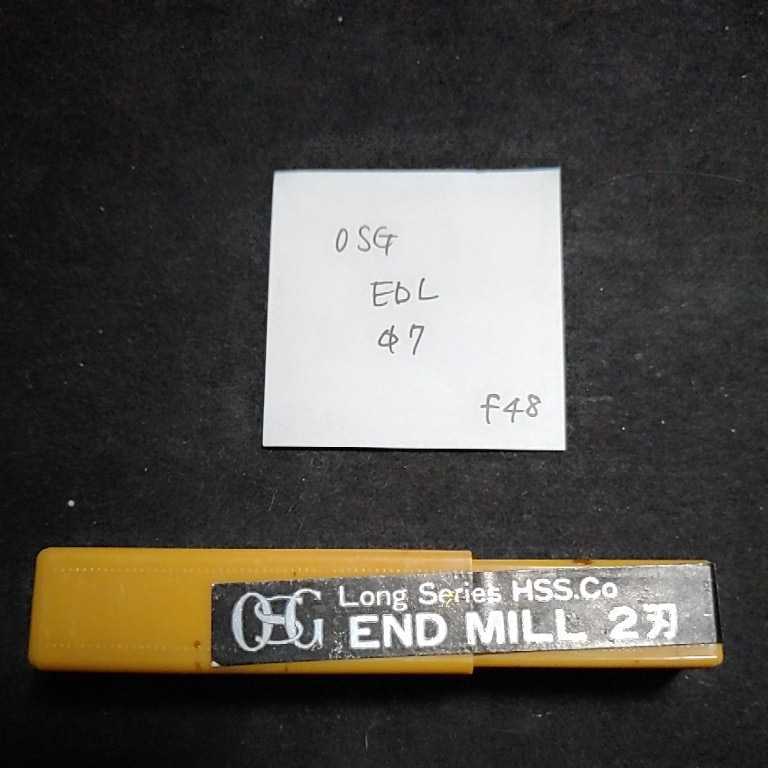 OSG
EDL
φ7
f48
OSG
Long Series HSS.Co
END MILL 2刃